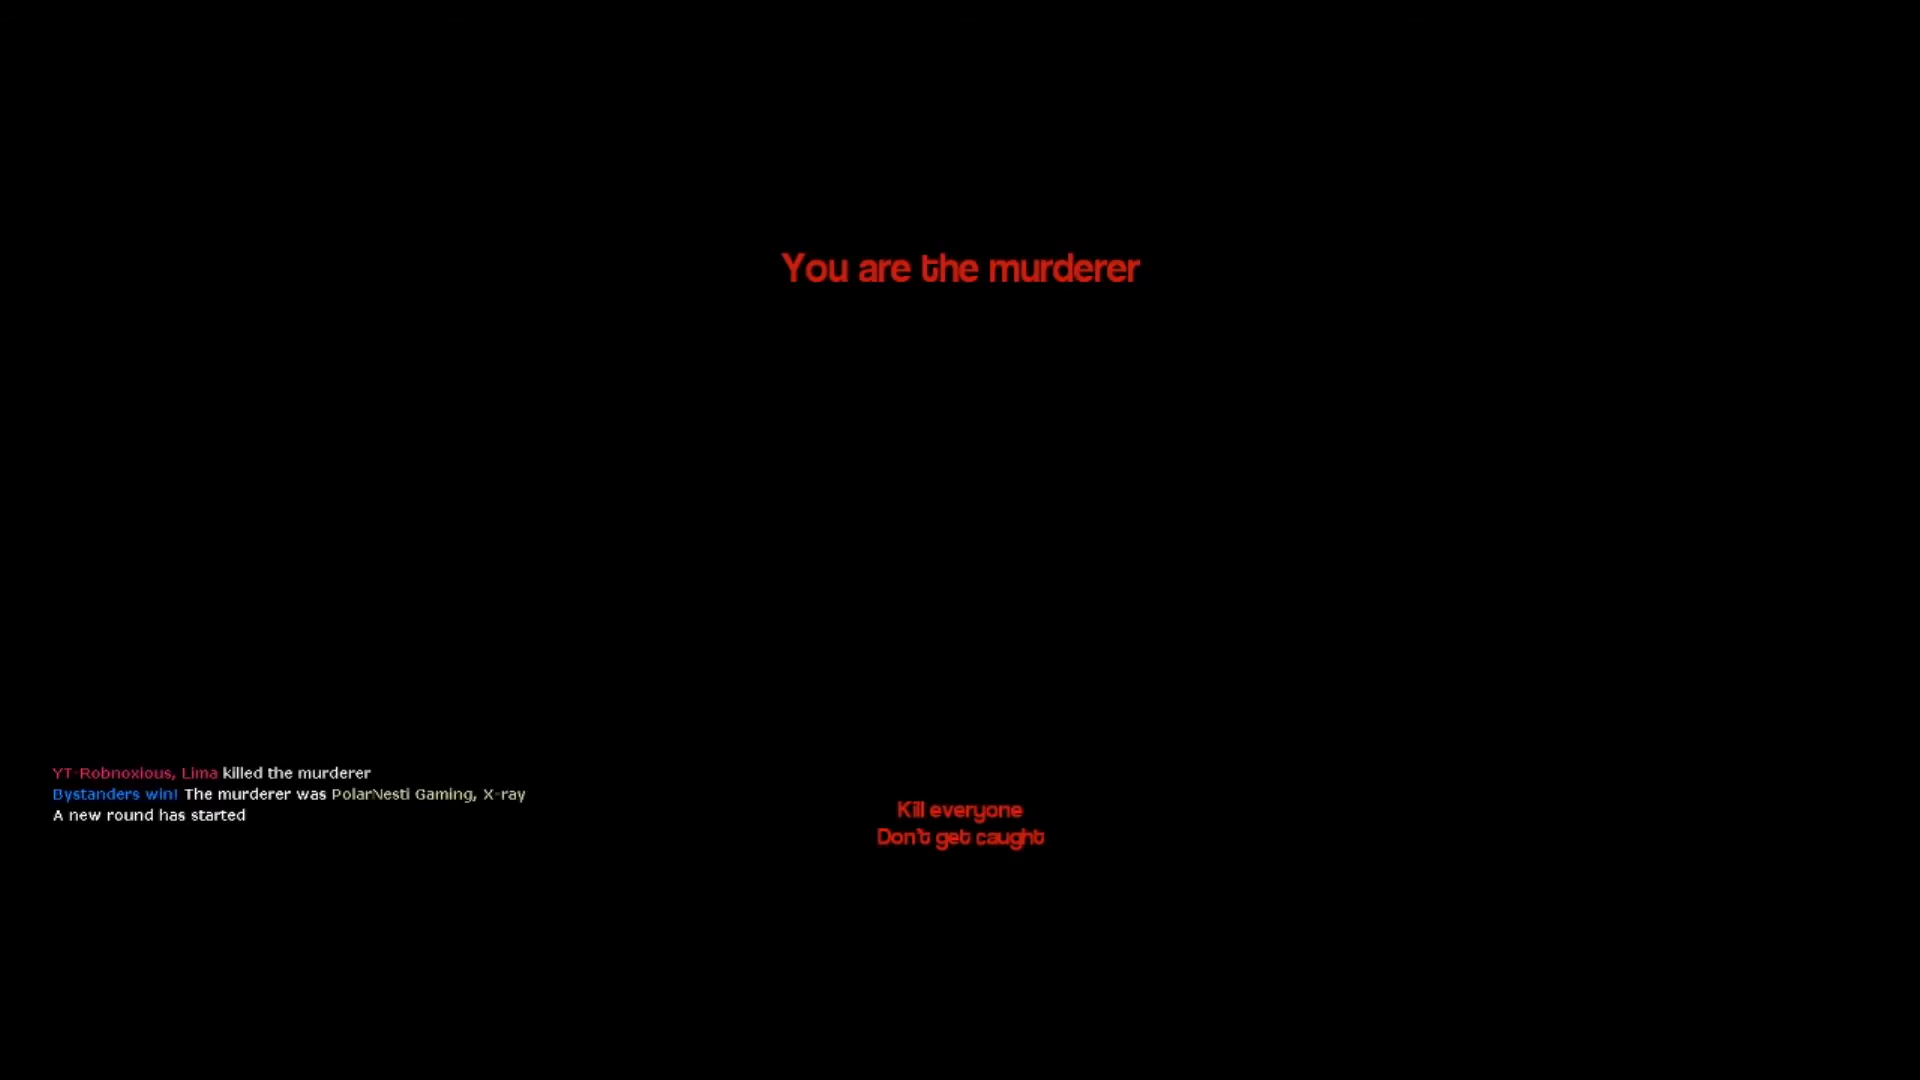 You are the murderer
YT-Robnoxious, Lima killed the murderer
Bystanders win! The murderer was PolarNesti Gaming, X-ray
A new round has started
Kill everyone
Don't get caught